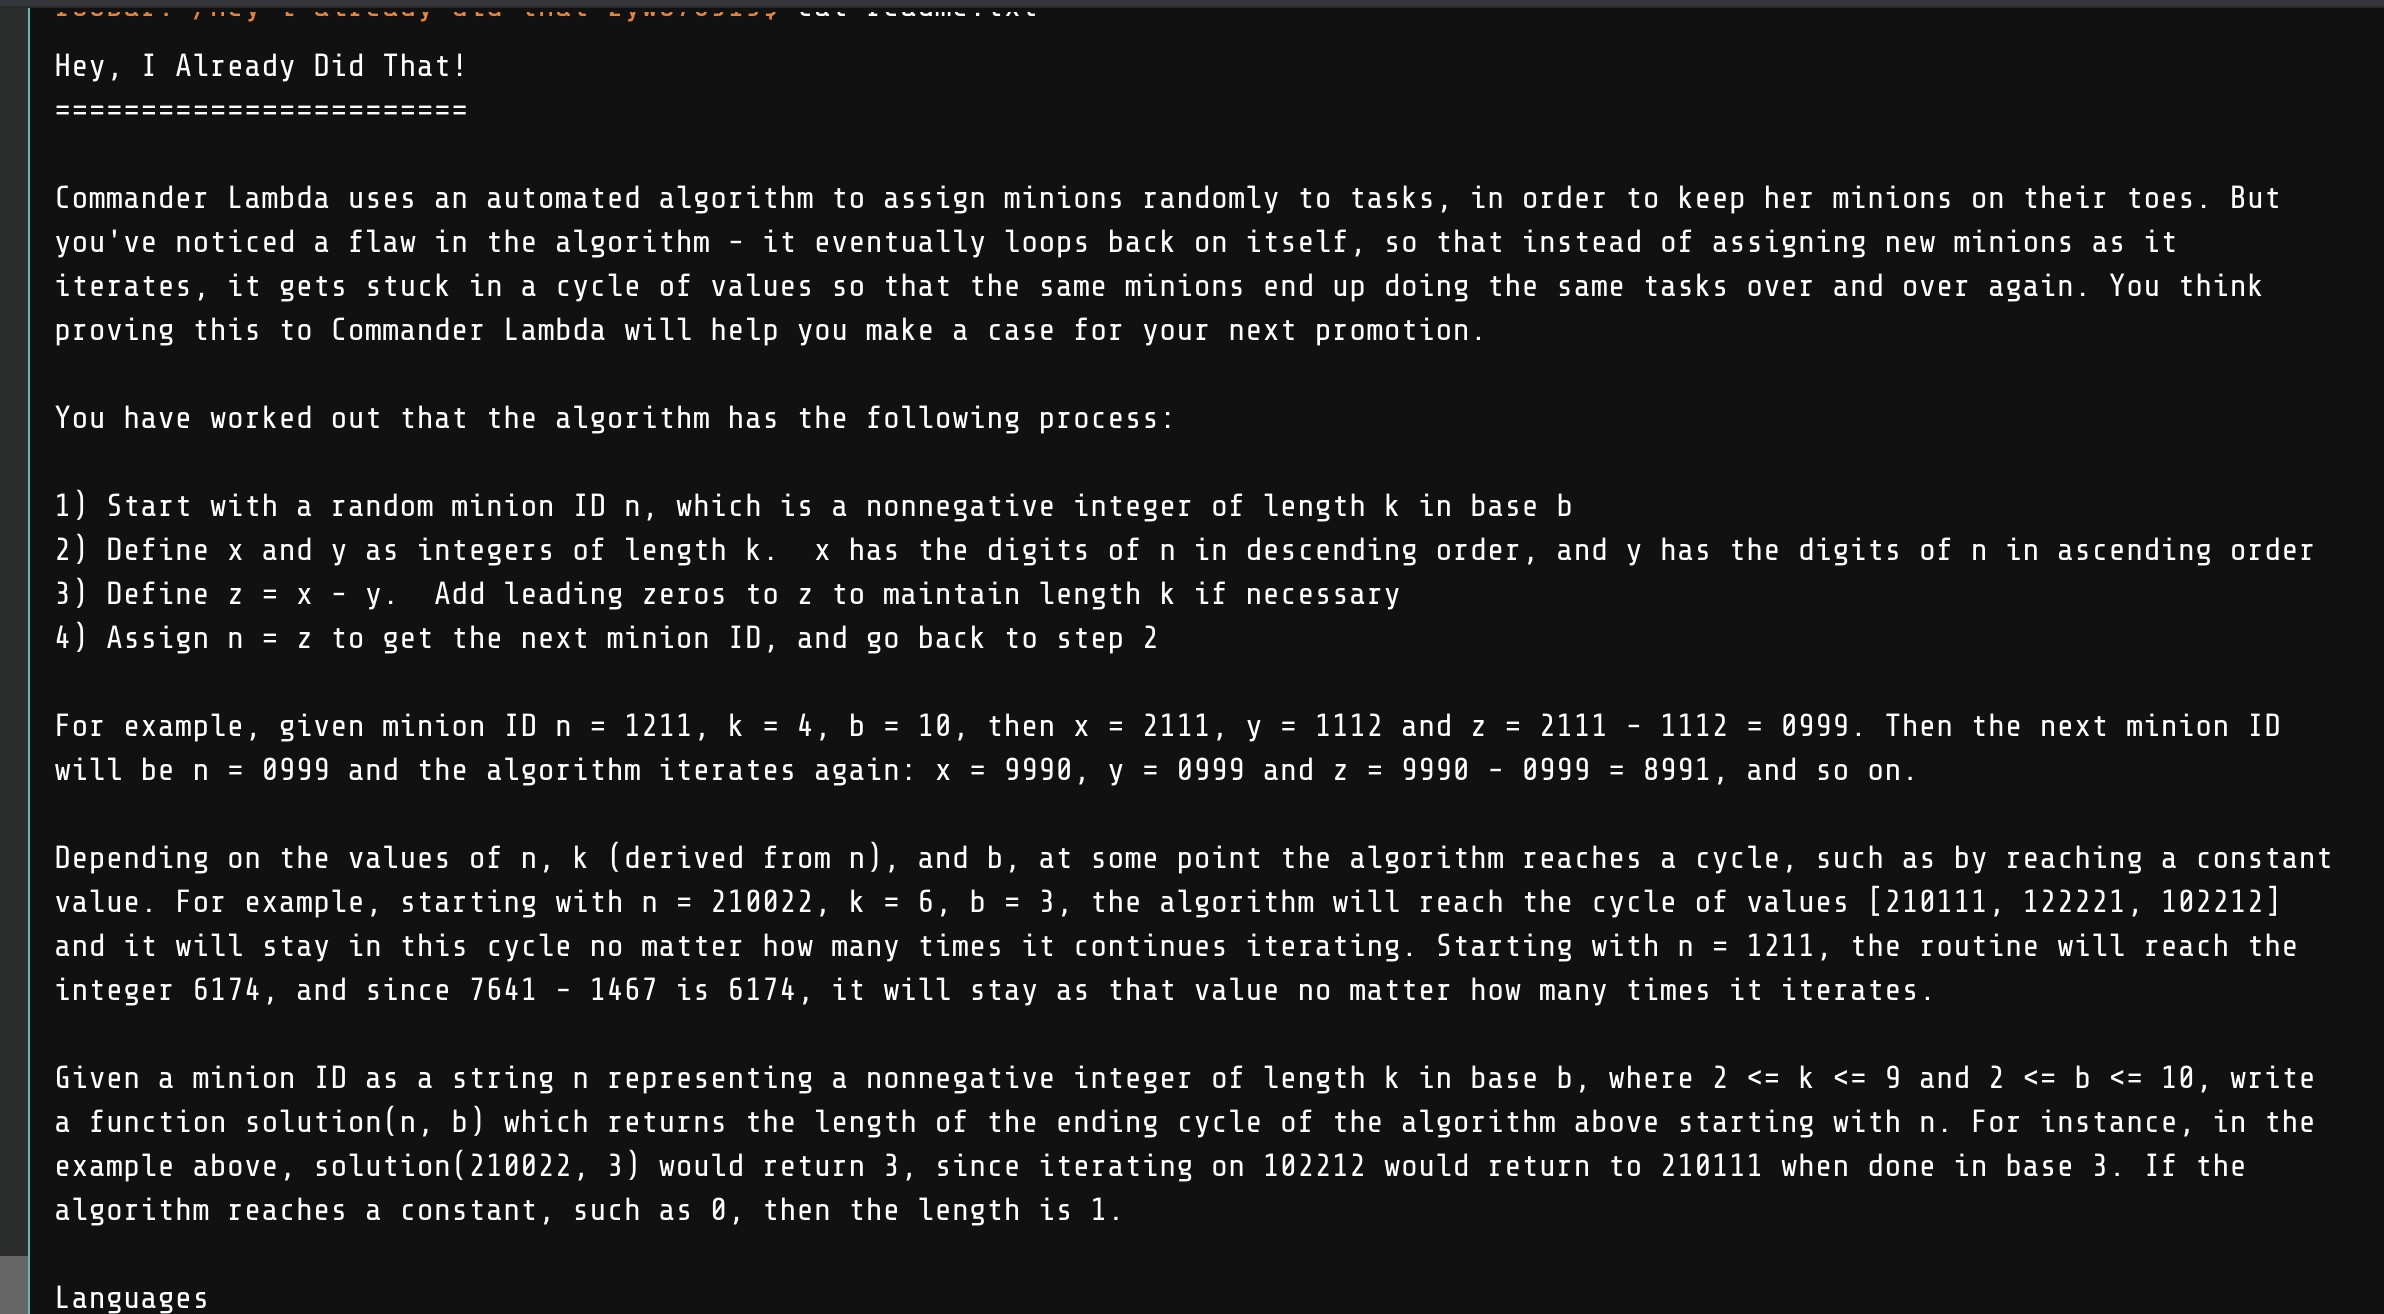 Hey, I Already Did That!
========================
Commander Lambda uses an automated algorithm to assign minions randomly to tasks, in order to keep her minions on their toes. But
you've noticed a flaw in the algorithm - it eventually loops back on itself, so that instead of assigning new minions as it
iterates, it gets stuck in a cycle of values so that the same minions end up doing the same tasks over and over again. You think
proving this to Commander Lambda will help you make a case for your next promotion.
You have worked out that the algorithm has the following process:
1) Start with a random minion ID n, which is a nonnegative integer of length k in base b
2) Define x and y as integers of length k.  x has the digits of n in descending order, and y has the digits of n in ascending order
3) Define z = x - y.  Add leading zeros to z to maintain length k if necessary
4) Assign n = z to get the next minion ID, and go back to step 2
For example, given minion ID n = 1211, k = 4, b = 10, then x = 2111, y = 1112 and z = 2111 - 1112 = 0999. Then the next minion ID
will be n = 0999 and the algorithm iterates again: x = 9990, y = 0999 and z = 9990 - 0999 = 8991, and so on.
Depending on the values of n, k (derived from n), and b, at some point the algorithm reaches a cycle, such as by reaching a constant
value. For example, starting with n = 210022, k = 6, b = 3, the algorithm will reach the cycle of values [210111, 122221, 102212]
and it will stay in this cycle no matter how many times it continues iterating. Starting with n = 1211, the routine will reach the
integer 6174, and since 7641 - 1467 is 6174, it will stay as that value no matter how many times it iterates.
Given a minion ID as a string n representing a nonnegative integer of length k in base b, where 2 <= k <= 9 and 2 <= b <= 10, write
a function solution(n, b) which returns the length of the ending cycle of the algorithm above starting with n. For instance, in the
example above, solution(210022, 3) would return 3, since iterating on 102212 would return to 210111 when done in base 3. If the
algorithm reaches a constant, such as 0, then the length is 1.
Languages